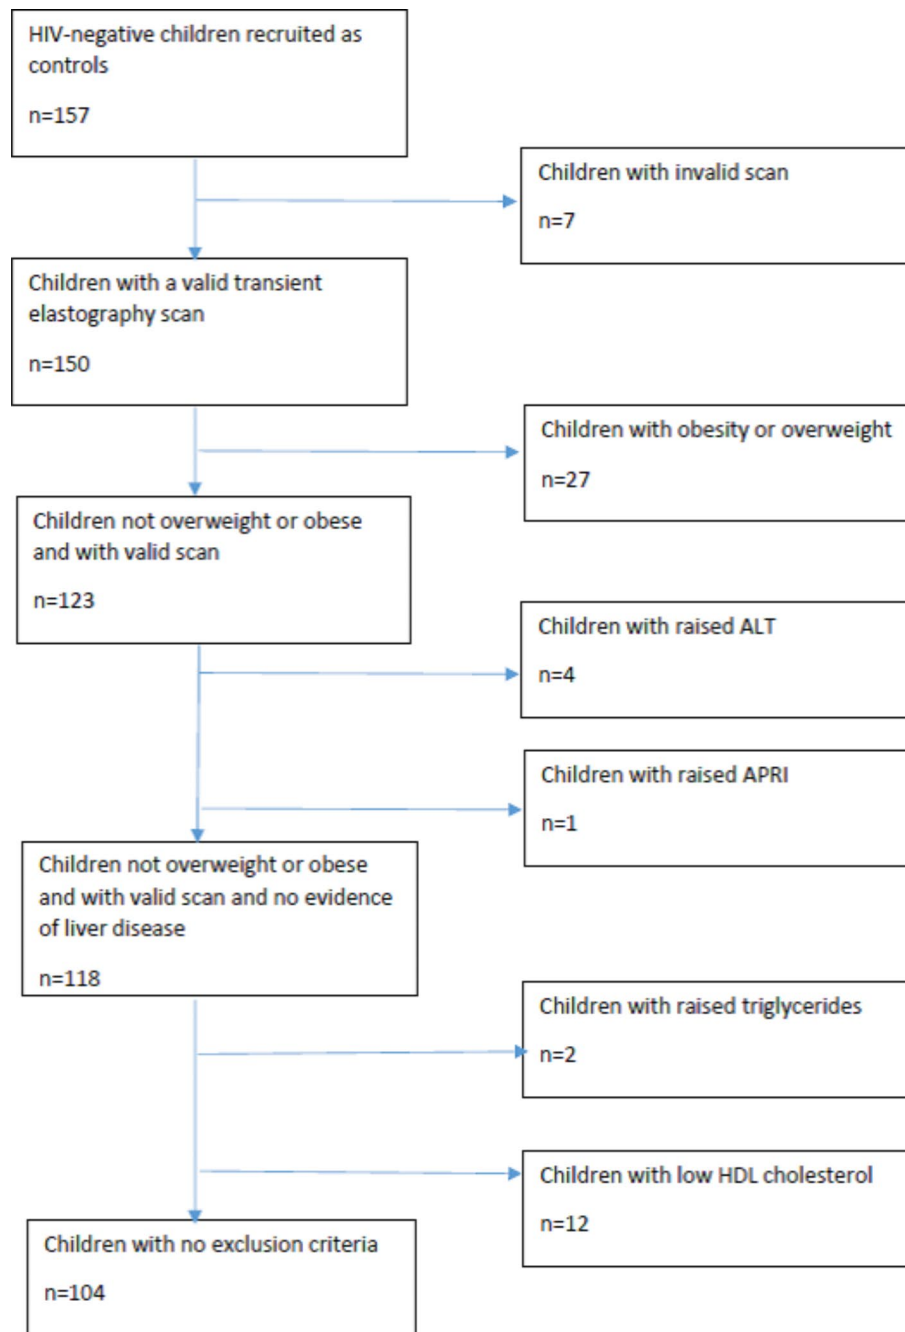 HIV-negative children recruited as
controls
n=157
Children with invalid scan
n=7
Children with a valid transient
elastography scan
n=150
Children with obesity or overweight
n=27
Children not overweight or obese
and with valid scan
n=123
Children with raised ALT
n=4
Children with raised APRI
n=1
Children not overweight or obese
and with valid scan and no evidence
of liver disease
n=118
Children with raised triglycerides
n=2
Children with low HDL cholesterol
n=12
Children with no exclusion criteria
n=104